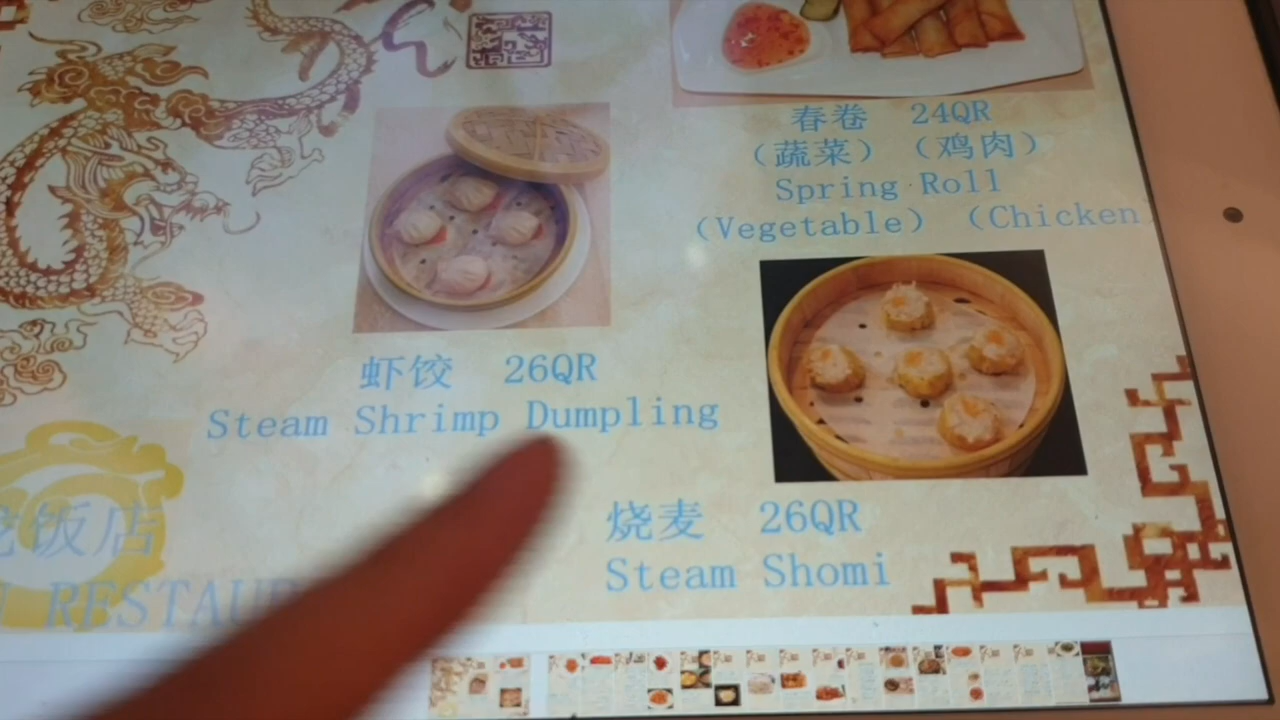 春卷 24QR
（蔬菜）（鸡肉）
Spring Roll
（Vegetable）（Chicken
虾饺 26QR
Steam Shrimp Dumpling
烧麦 26QR
Steam Shomi
饭店
RESTAU